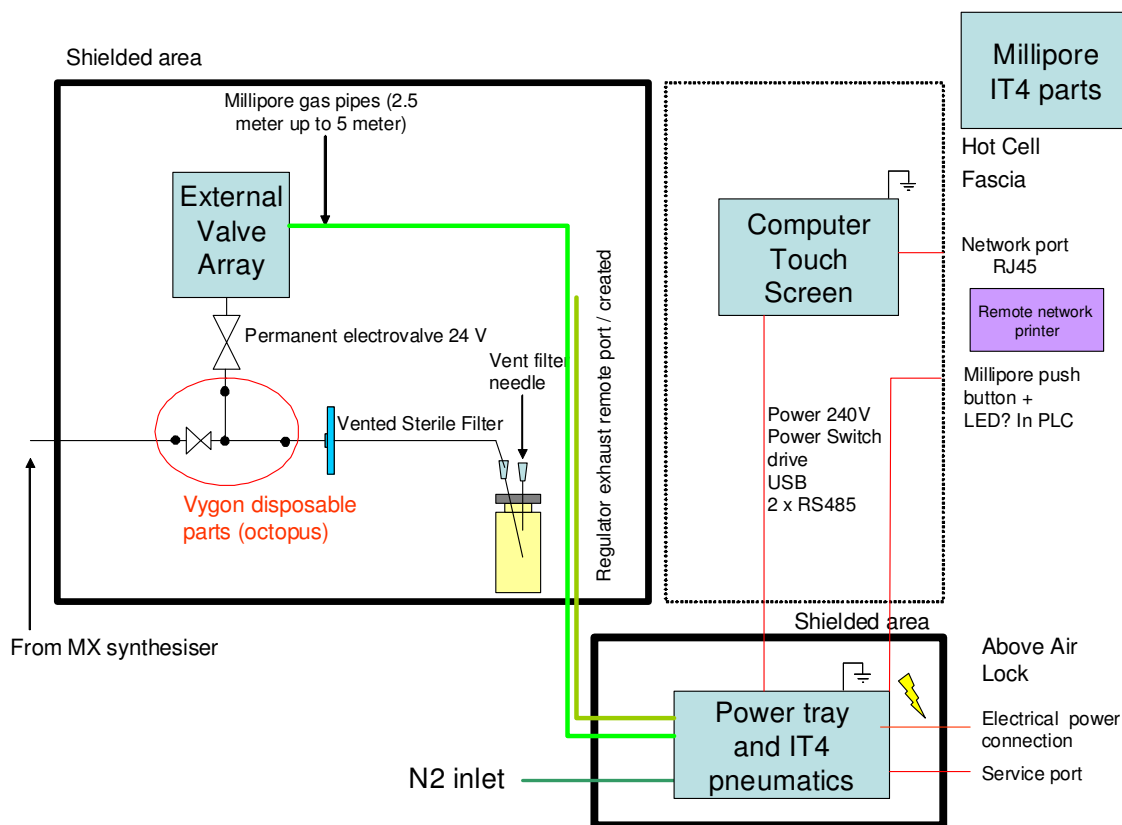 Shielded area
Millipore gas pipes (2.5
meter up to 5 meter)
External
Valve
Array
Permanent electrovalve 24 V
Vent filter
needle
Vented Sterile Filter
Vygon disposable
parts (octopus)
Regulator exhaust remote port / created
From MX synthesiser
Millipore
IT4 parts
Hot Cell
Fascia
Computer
Touch
Screen
Network port
RJ45
Remote network
printer
Millipore push
button +
LED? In PLC
Power 240V
Power Switch
drive
USB
2 x RS485
Shielded area
Above Air
Lock
Power tray
and IT4
pneumatics
Electrical power
connection
Service port
N2 inlet